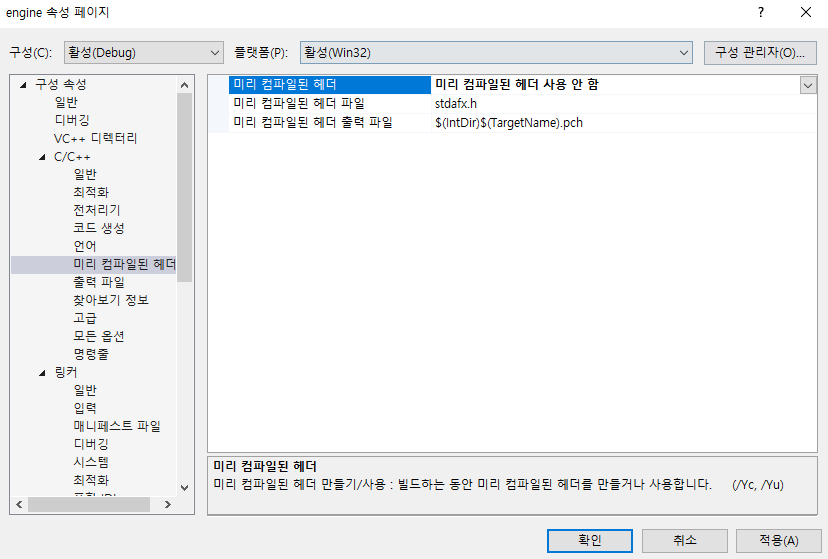 engine 속성 페이지
? ×
구성(C): 활성(Debug) 플랫폼(P): 활성(Win32) 구성 관리자(O)...
구성 속성
일반
디버깅
VC++ 디렉터리
C/C++
일반
최적화
전처리기
코드 생성
언어
미리 컴파일된 헤더
출력 파일
찾아보기 정보
고급
모든 옵션
명령줄
링커
일반
입력
매니페스트 파일
디버깅
시스템
최적화
미리 컴파일된 헤더 미리 컴파일된 헤더 사용 안 함
미리 컴파일된 헤더 파일 stdafx.h
미리 컴파일된 헤더 출력 파일 $(IntDir)$(TargetName).pch
미리 컴파일된 헤더
미리 컴파일된 헤더 만들기/사용 : 빌드하는 동안 미리 컴파일된 헤더를 만들거나 사용합니다. (/Yc, /Yu)
확인 취소 적용(A)